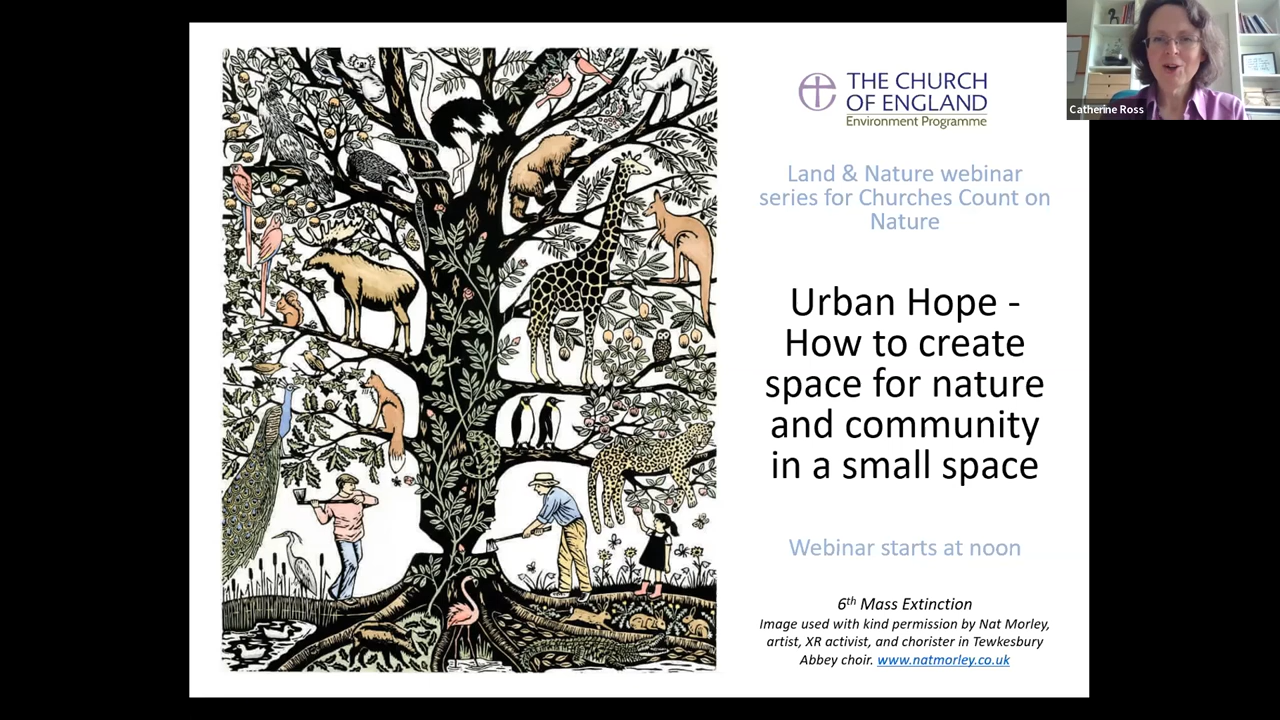 THE CHURCH
OF ENGLAND
Environment Programme
Catherine Ross
Land & Nature webinar
series for Churches Count on
Nature
Urban Hope -
How to create
space for nature
and community
in a small space
Webinar starts at noon
6th Mass Extinction
Image used with kind permission by Nat Morley,
artist, XR activist, and chorister in Tewkesbury
Abbey choir. www.natmorley.co.uk